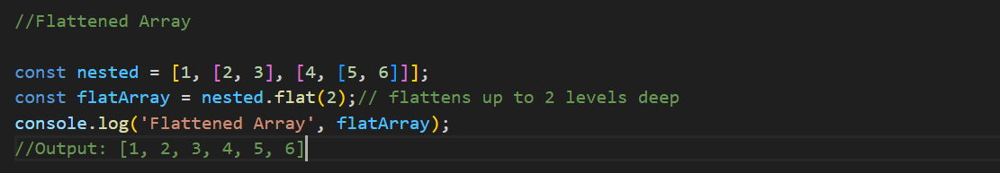 //Flattened Array
const nested = [1, [2, 3], [4, [5, 6]]];
const flatArray = nested.flat(2);// flattens up to 2 levels deep
console.log('Flattened Array', flatArray);
//Output: [1, 2, 3, 4, 5, 6]